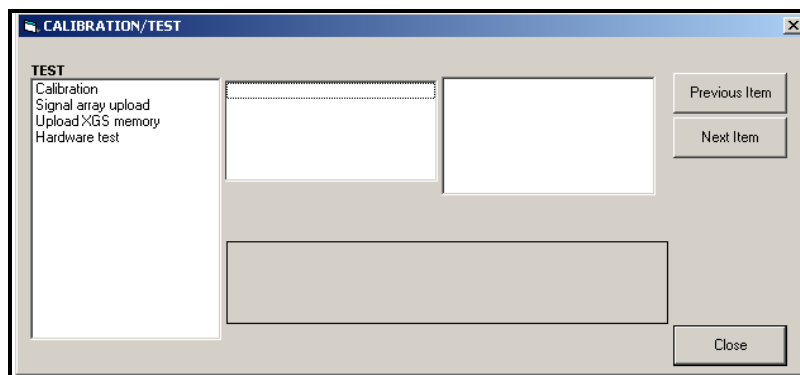 CALIBRATION/TEST
TEST
Calibration
Signal array upload
Upload XGS memory
Hardware test
Previous Item
Next Item
Close